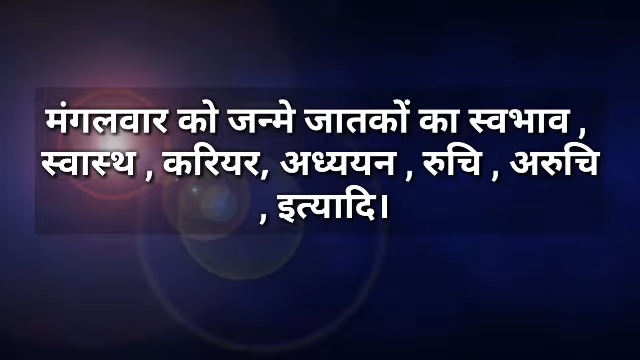 मंगलवार को जन्मे जातकों का स्वभाव ,
स्वास्थ , करियर, अध्ययन , रुचि , अरुचि
, इत्यादि।